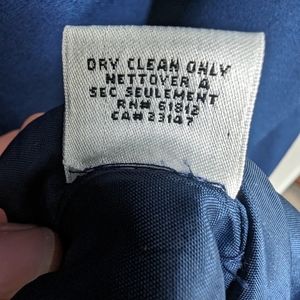 DRY CLEAN ONLY
NETTOYER A
SEC SEULEMENT
RN# 61812
CA# 23147